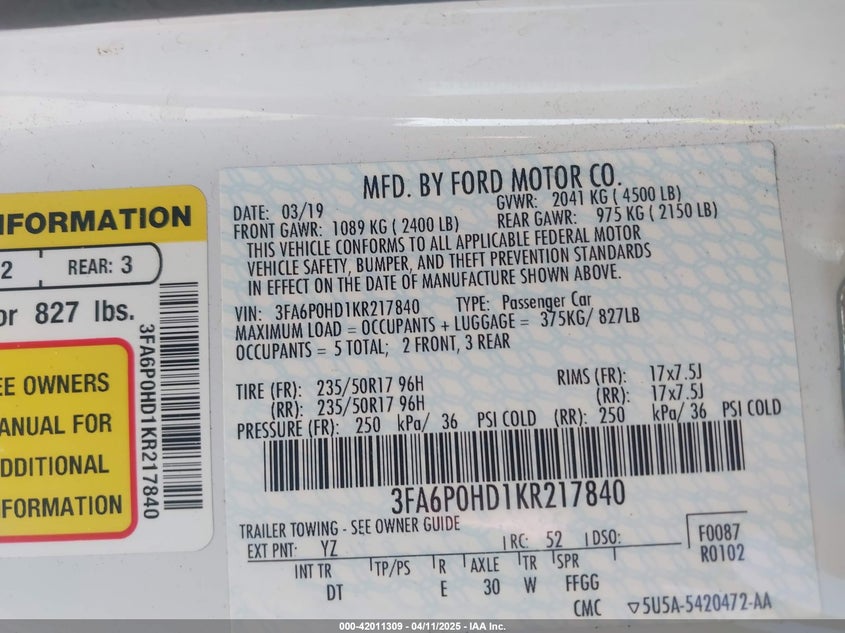 NFORMATION
2 REAR: 3
or 827 lbs.
EE OWNERS
ANUAL FOR
DDITIONAL
FORMATION
3FA6P0HD1KR217840
MFD. BY FORD MOTOR CO.
DATE: 03/19 GVWR: 2041 KG ( 4500 LB)
FRONT GAWR: 1089 KG ( 2400 LB) REAR GAWR: 975 KG ( 2150 LB)
THIS VEHICLE CONFORMS TO ALL APPLICABLE FEDERAL MOTOR
VEHICLE SAFETY, BUMPER, AND THEFT PREVENTION STANDARDS
IN EFFECT ON THE DATE OF MANUFACTURE SHOWN ABOVE.
VIN: 3FA6P0HD1KR217840 TYPE: Passenger Car
MAXIMUM LOAD = OCCUPANTS + LUGGAGE = 375KG/ 827LB
OCCUPANTS = 5 TOTAL; 2 FRONT, 3 REAR
TIRE (FR): 235/50R17 96H RIMS (FR): 17x7.5J
(RR): 235/50R17 96H (RR): 17x7.5J
PRESSURE (FR): 250 kPa/ 36 PSI COLD (RR): 250 kPa/ 36 PSI COLD
3FA6P0HD1KR217840
TRAILER TOWING - SEE OWNER GUIDE
EXT PNT: YZ RC: 52 DSO: F0087
R0102
INT TR TP/PS R AXLE TR SPR
DT E 30 W FFGG
CMC ▽5U5A-5420472-AA
000-42011309 - 04/11/2025 - IAA Inc.